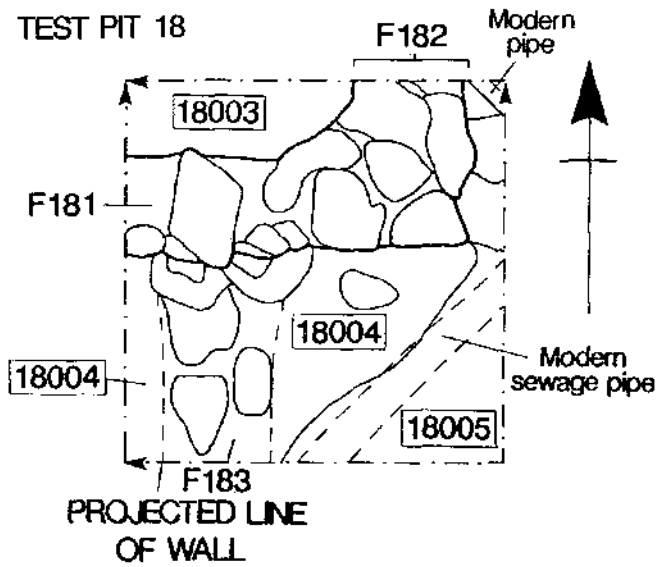 TEST PIT 18
F182
Modern
pipe
18003
F181
18004
18004
Modern
sewage pipe
18005
F183
PROJECTED LINE
OF WALL